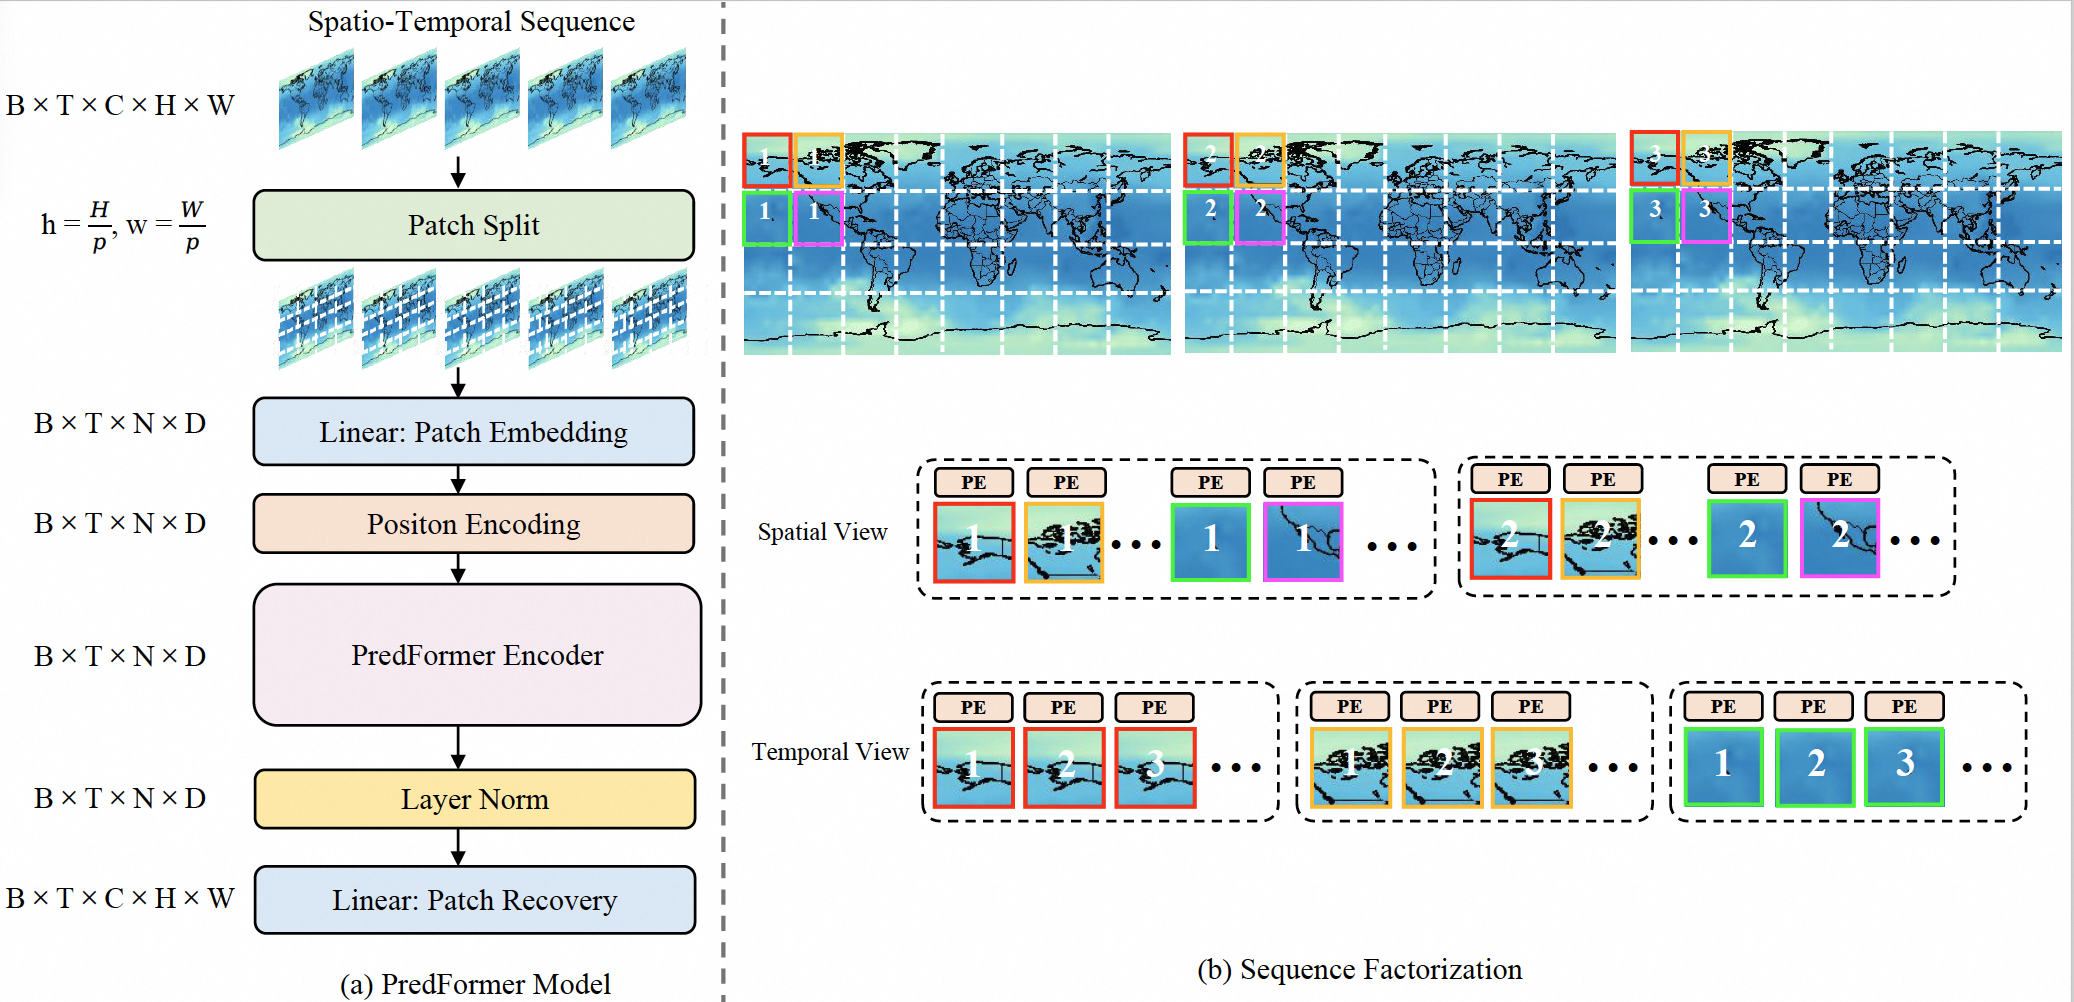 Spatio-Temporal Sequence
B × T × C × H × W
h = H/p, w = W/p
Patch Split
B × T × N × D
Linear: Patch Embedding
B × T × N × D
Positon Encoding
B × T × N × D
PredFormer Encoder
B × T × N × D
Layer Norm
B × T × C × H × W
Linear: Patch Recovery
(a) PredFormer Model
1 1 2 2 3 3
1 1 2 2 3 3
PE PE PE PE PE PE PE PE
Spatial View
1 1 ••• 1 1 ••• 2 2 ••• 2 2 •••
PE PE PE PE PE PE PE PE PE
Temporal View
1 2 3 ••• 1 2 3 ••• 1 2 3 •••
(b) Sequence Factorization